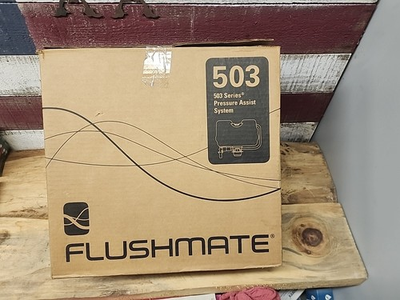 503
503 Series®
Pressure Assist
System
FLUSHMATE®